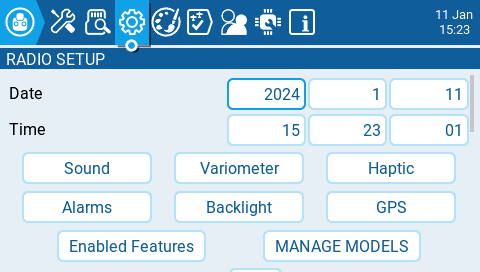 11 Jan
15:23
RADIO SETUP
Date 2024 1 11
Time 15 23 01
Sound Variometer Haptic
Alarms Backlight GPS
Enabled Features MANAGE MODELS